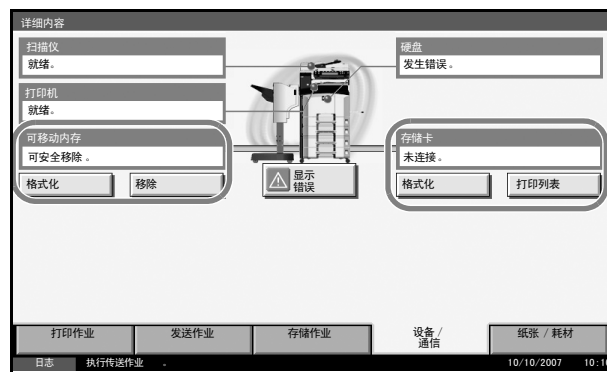 详细内容
扫描仪
就绪。
打印机
就绪。
可移动内存
可安全移除 。
格式化
移除
硬盘
发生错误 。
存储卡
未连接。
格式化
打印列表
显示
错误
打印作业
发送作业
存储作业
设备 /
通信
纸张 / 耗材
日志
执行传送作业 .
10/10/2007